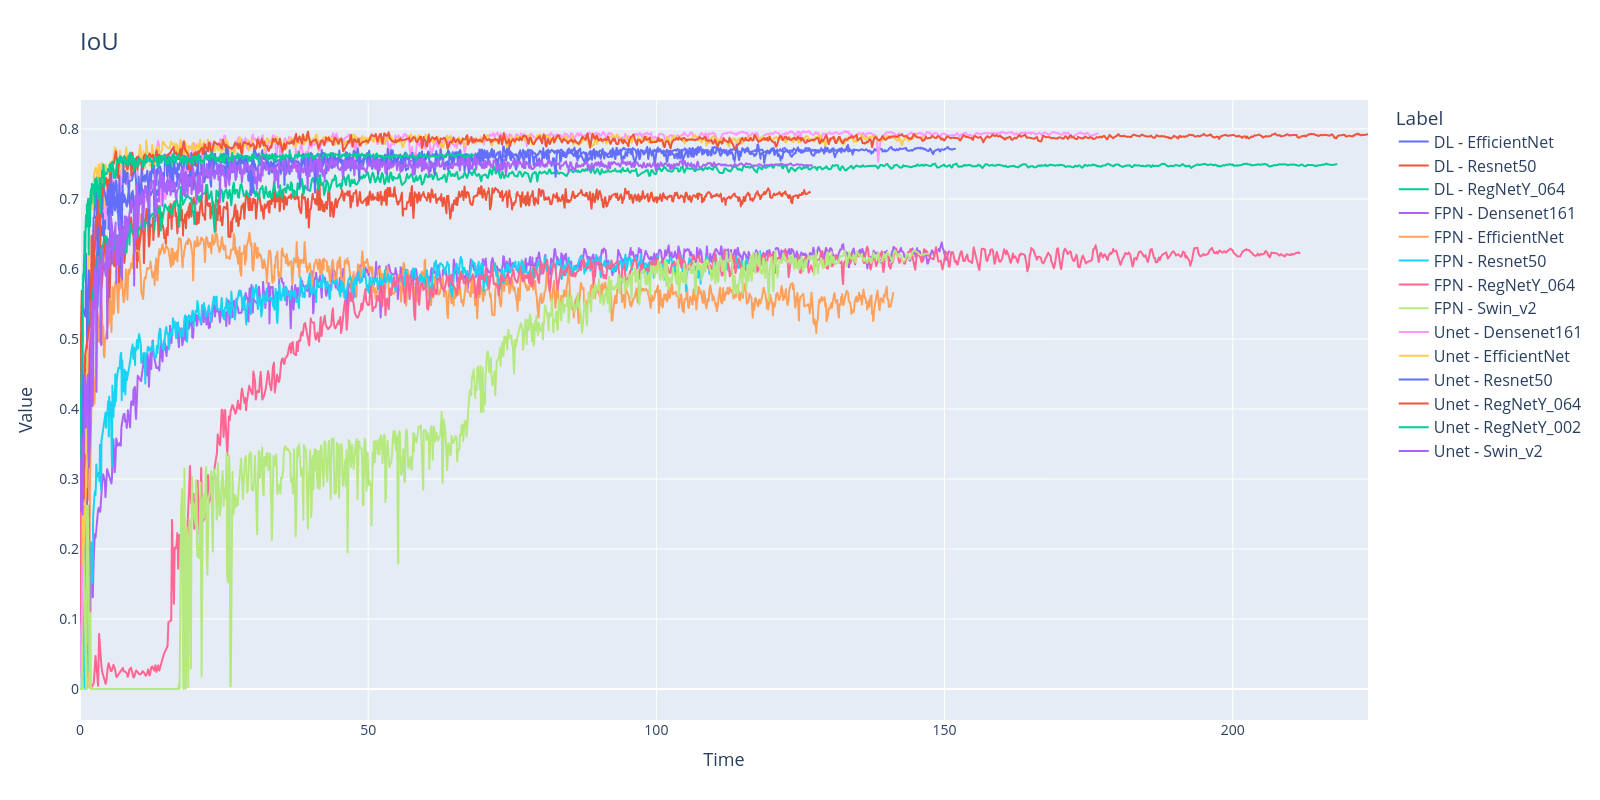 IoU
Value
0.8
0.7
0.6
0.5
0.4
0.3
0.2
0.1
0
0 50 100 150 200
Time
Label
DL - EfficientNet
DL - Resnet50
DL - RegNetY_064
FPN - Densenet161
FPN - EfficientNet
FPN - Resnet50
FPN - RegNetY_064
FPN - Swin_v2
Unet - Densenet161
Unet - EfficientNet
Unet - Resnet50
Unet - RegNetY_064
Unet - RegNetY_002
Unet - Swin_v2